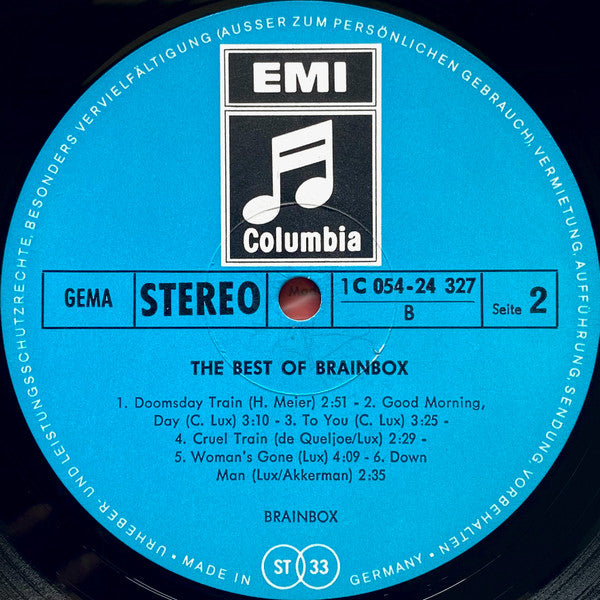 EMI
Columbia
GEMA
STEREO
1 C 054-24 327
B
Seite 2
THE BEST OF BRAINBOX
1. Doomsday Train (H. Meier) 2:51 - 2. Good Morning,
Day (C. Lux) 3:10 - 3. To You (C. Lux) 3:25 -
4. Cruel Train (de Queljoe/Lux) 2:29 -
5. Woman's Gone (Lux) 4:09 - 6. Down
Man (Lux/Akkerman) 2:35
BRAINBOX
URHEBER- UND LEISTUNGSSCHUTZRECHTE, BESONDERS VERVIELFÄLTIGUNG (AUSSER ZUM PERSÖNLICHEN GEBRAUCH), VERMIETUNG, AUFFÜHRUNG, SENDUNG, VORBEHALTEN
• MADE IN
ST 33
GERMANY •